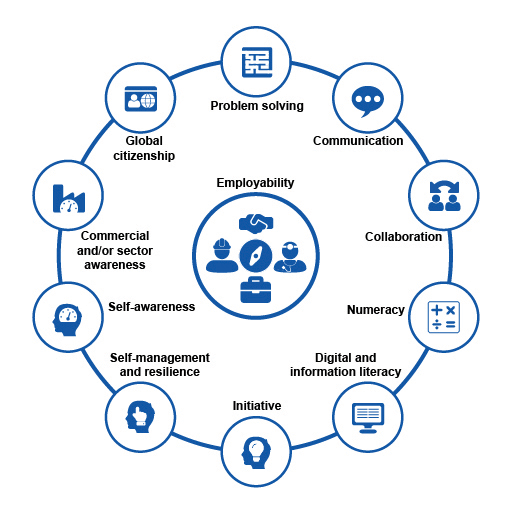 Problem solving
Communication
Global
citizenship
Employability
Commercial
and/or sector
awareness
Collaboration
Self-awareness
Numeracy
Self-management
and resilience
Digital and
information literacy
Initiative